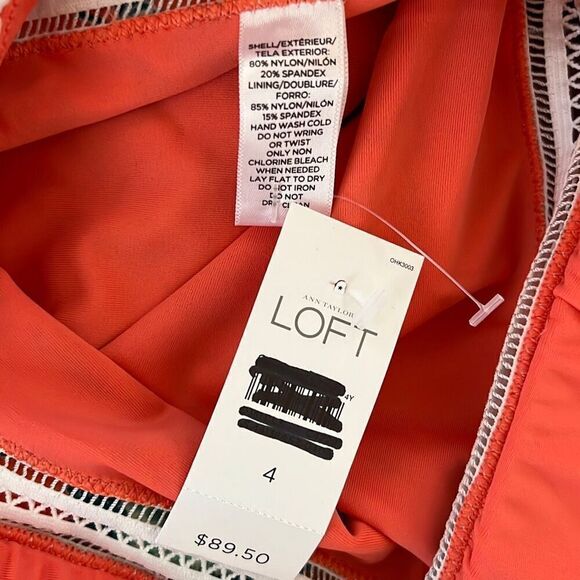 SHELL/EXTÉRIEUR/
TELA EXTERIOR:
80% NYLON/NILÓN
20% SPANDEX
LINING/DOUBLURE/
FORRO:
85% NYLON/NILÓN
15% SPANDEX
HAND WASH COLD
DO NOT WRING
OR TWIST
ONLY NON
CHLORINE BLEACH
WHEN NEEDED
LAY FLAT TO DRY
DO NOT IRON
DO NOT
DRY CLEAN
OHK3003
ANN TAYLOR
LOFT
4Y
4
$89.50